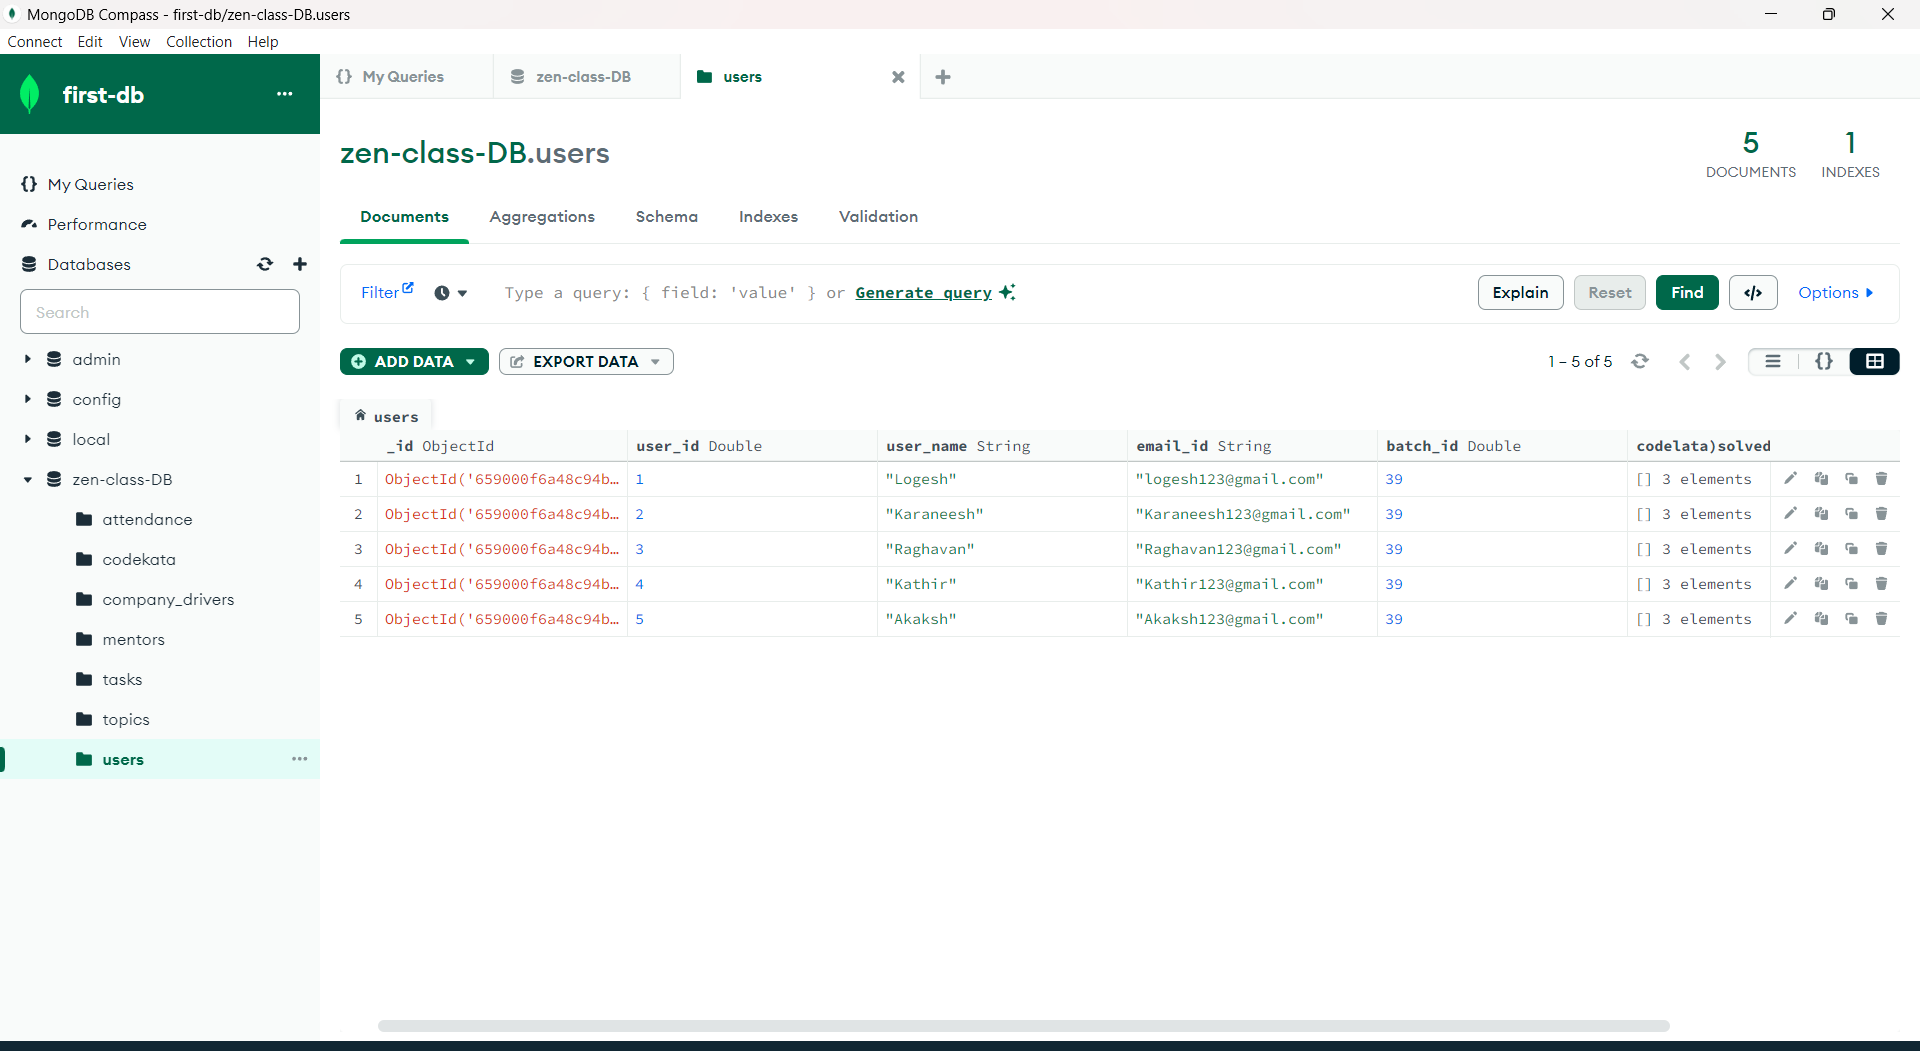 MongoDB Compass - first-db/zen-class-DB.users
Connect Edit View Collection Help
first-db
My Queries
zen-class-DB
users
My Queries
Performance
Databases
Search
admin
config
local
zen-class-DB
attendance
codekata
company_drivers
mentors
tasks
topics
users
zen-class-DB.users
5
DOCUMENTS
1
INDEXES
Documents Aggregations Schema Indexes Validation
Filter Type a query: { field: 'value' } or Generate query Explain Reset Find </> Options
ADD DATA EXPORT DATA 1 – 5 of 5 {}
users
_id ObjectId user_id Double user_name String email_id String batch_id Double codelata)solved
1 ObjectId('659000f6a48c94b… 1 "Logesh" "logesh123@gmail.com" 39 [] 3 elements
2 ObjectId('659000f6a48c94b… 2 "Karaneesh" "Karaneesh123@gmail.com" 39 [] 3 elements
3 ObjectId('659000f6a48c94b… 3 "Raghavan" "Raghavan123@gmail.com" 39 [] 3 elements
4 ObjectId('659000f6a48c94b… 4 "Kathir" "Kathir123@gmail.com" 39 [] 3 elements
5 ObjectId('659000f6a48c94b… 5 "Akaksh" "Akaksh123@gmail.com" 39 [] 3 elements